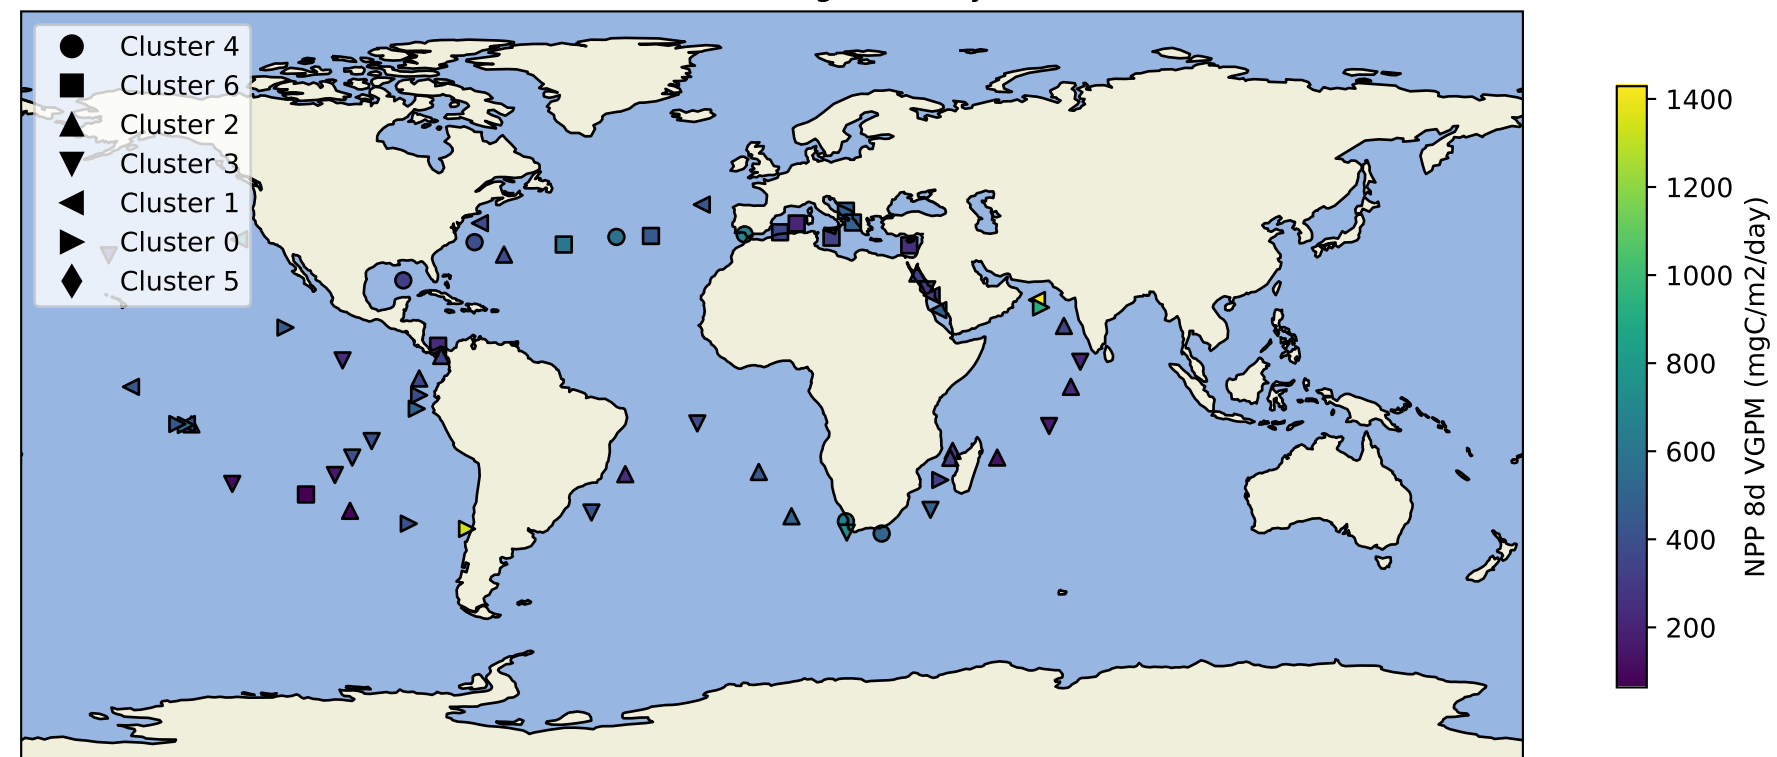 Cluster 4
Cluster 6
Cluster 2
Cluster 3
Cluster 1
Cluster 0
Cluster 5
1400
1200
1000
800
600
400
200
NPP 8d VGPM (mgC/m2/day)